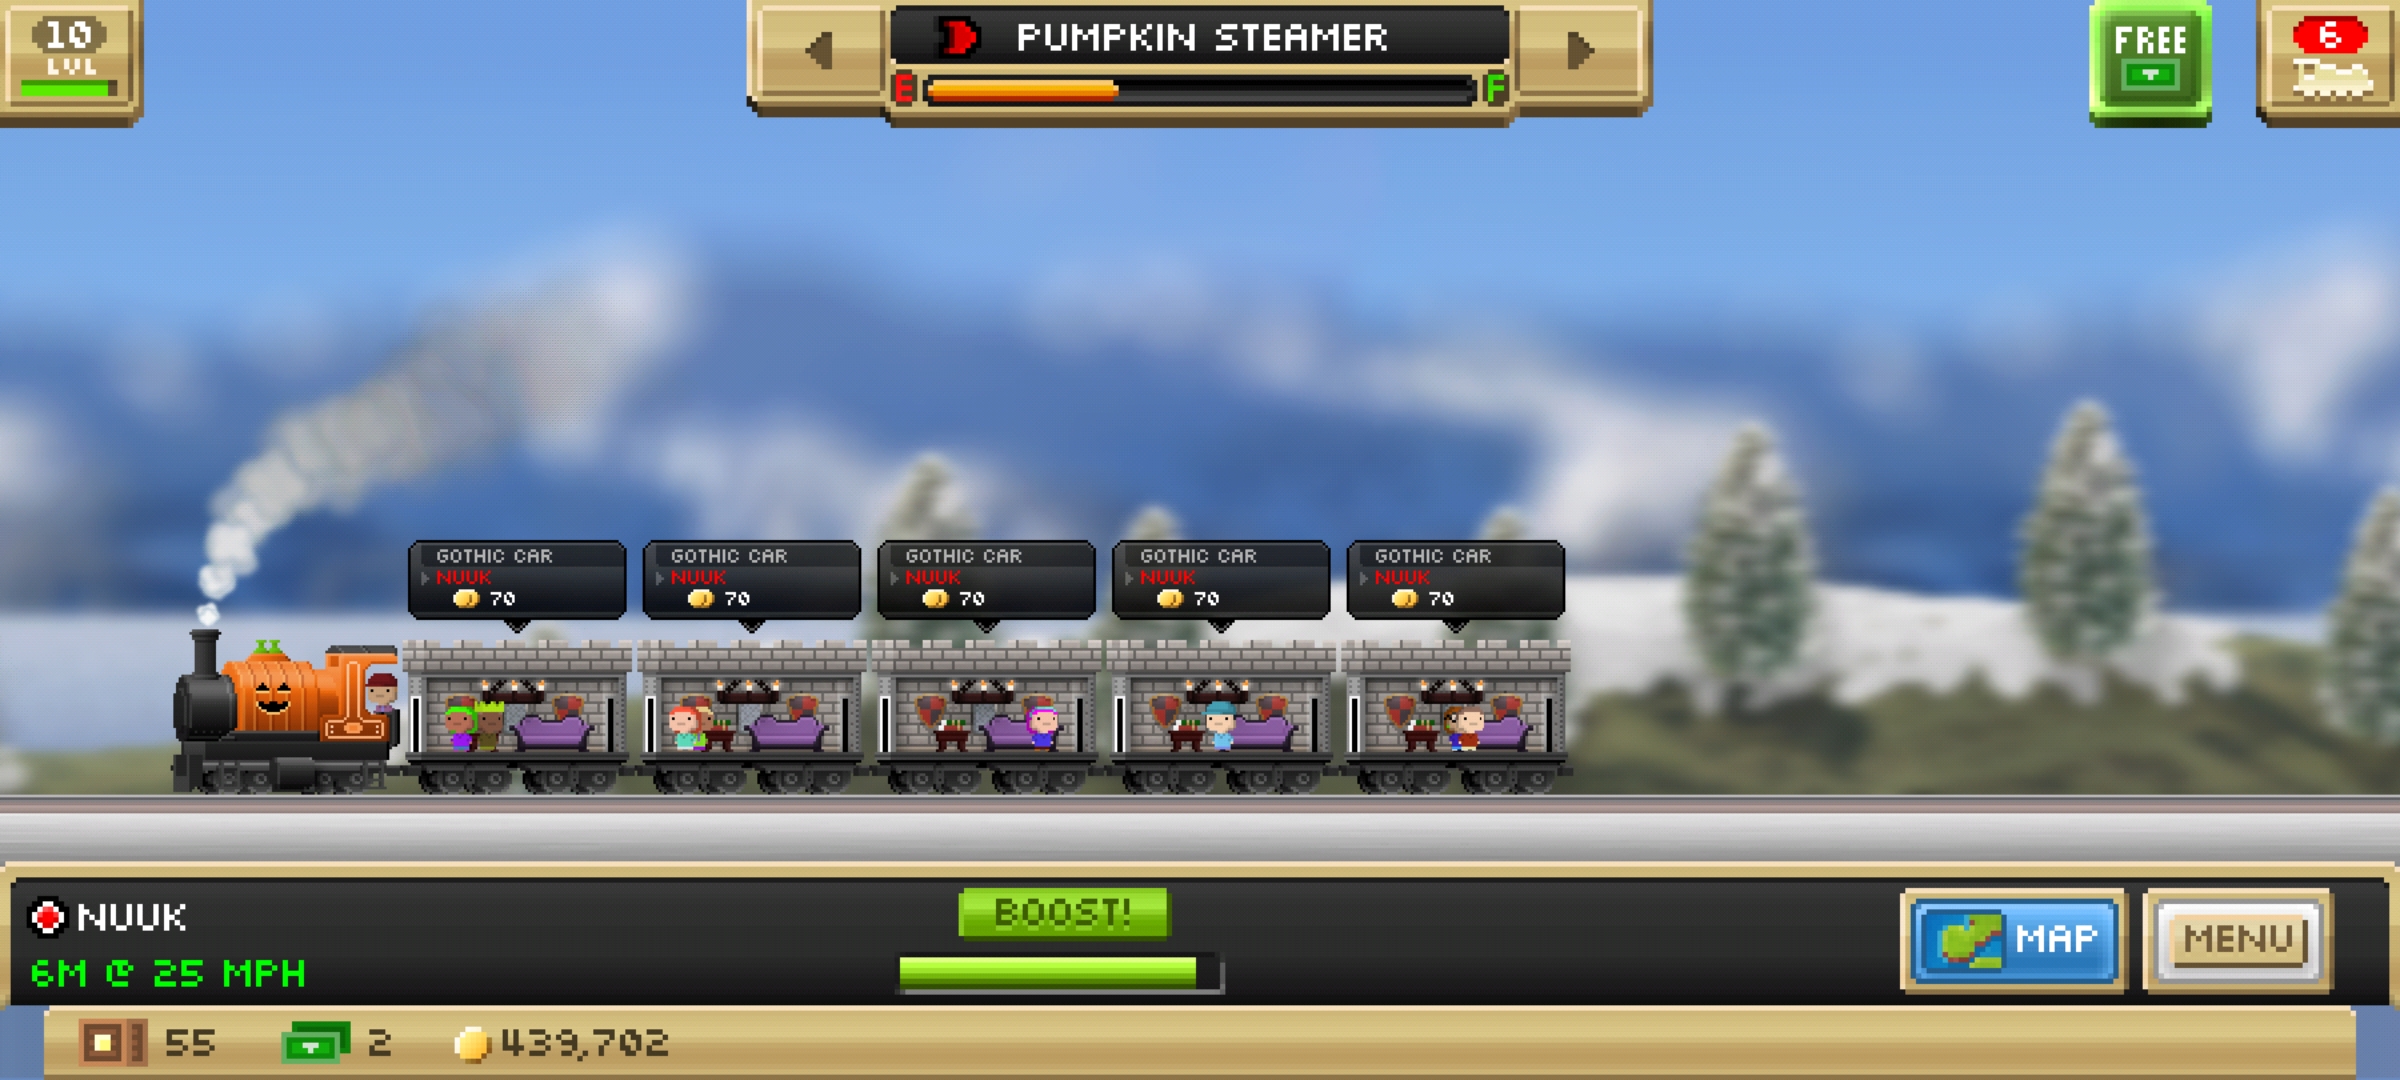 10
LVL
PUMPKIN STEAMER
E
F
FREE
6
GOTHIC CAR
NUUK
70
GOTHIC CAR
NUUK
70
GOTHIC CAR
NUUK
70
GOTHIC CAR
NUUK
70
GOTHIC CAR
NUUK
70
NUUK
6M @ 25 MPH
BOOST!
MAP
MENU
55
2
439,702